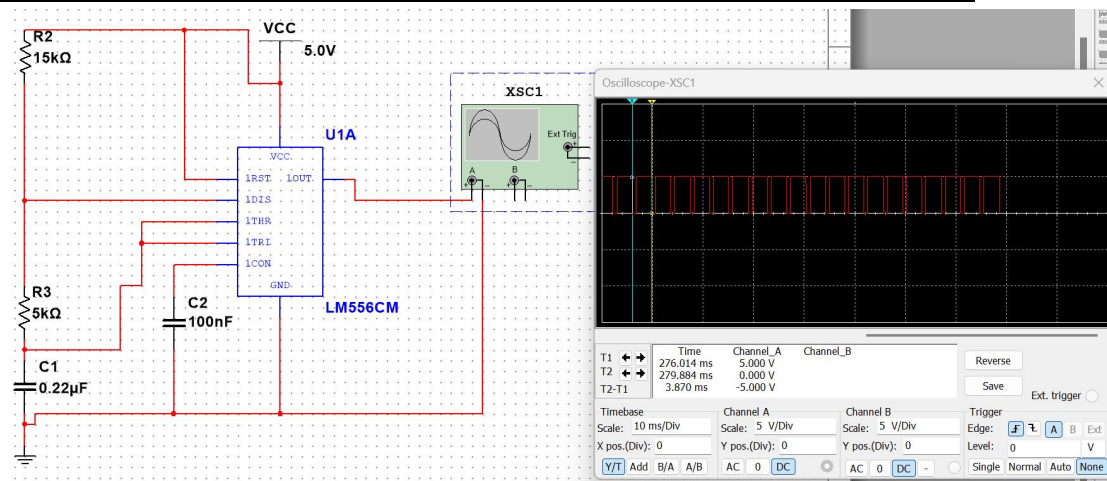 R2
15kΩ
VCC
5.0V
XSC1
Ext Trig
+
-
A
B
+ - + -
U1A
VCC
1RST 1OUT
1DIS
1THR
1TRI
1CON
GND
LM556CM
R3
5kΩ
C2
100nF
C1
0.22µF
Oscilloscope-XSC1
Time Channel_A Channel_B
T1 276.014 ms 5.000 V
T2 279.884 ms 0.000 V
T2-T1 3.870 ms -5.000 V
Reverse
Save
Ext. trigger
Timebase Channel A Channel B Trigger
Scale: 10 ms/Div Scale: 5 V/Div Scale: 5 V/Div Edge: A B Ext
X pos.(Div): 0 Y pos.(Div): 0 Y pos.(Div): 0 Level: 0 V
Y/T Add B/A A/B AC 0 DC AC 0 DC - Single Normal Auto None